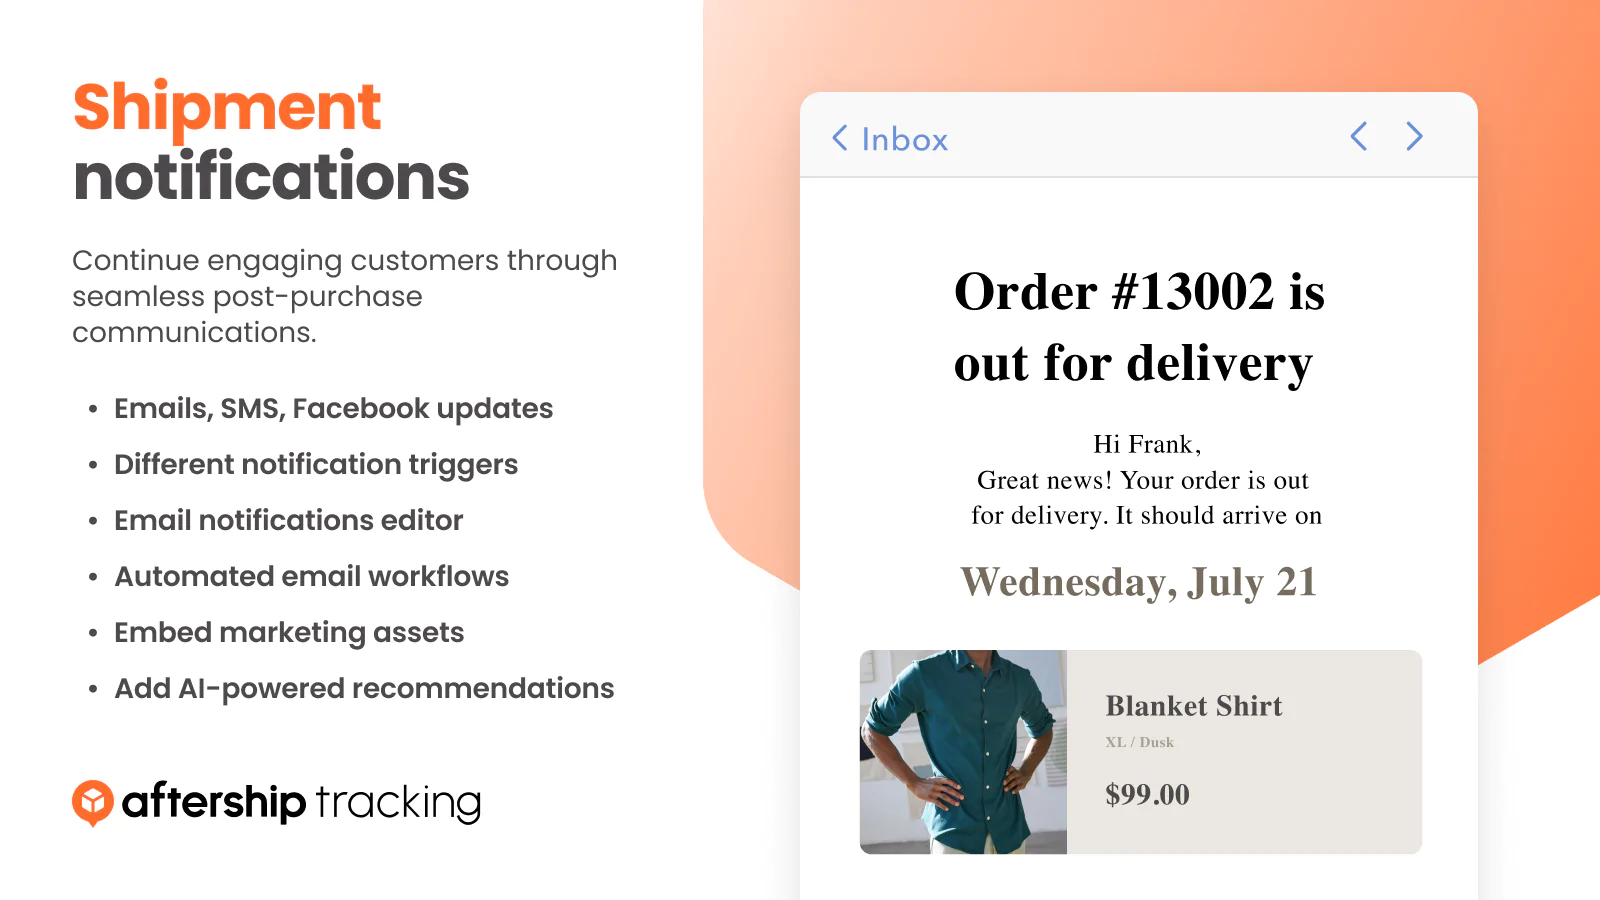 Shipment
notifications
Continue engaging customers through
seamless post-purchase
communications.
• Emails, SMS, Facebook updates
• Different notification triggers
• Email notifications editor
• Automated email workflows
• Embed marketing assets
• Add AI-powered recommendations
aftership tracking
Inbox
Order #13002 is
out for delivery
Hi Frank,
Great news! Your order is out
for delivery. It should arrive on
Wednesday, July 21
Blanket Shirt
XL / Dusk
$99.00